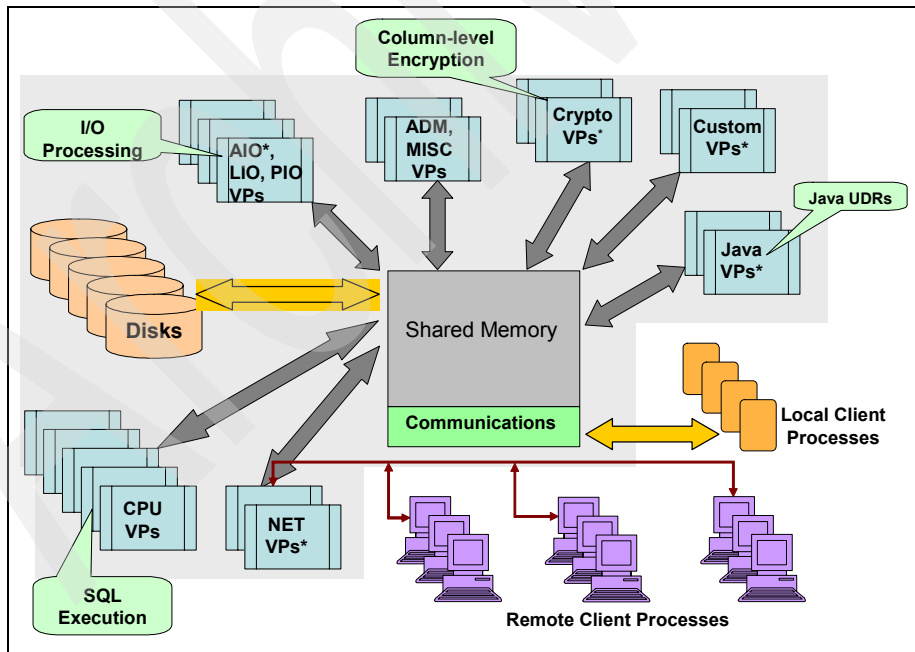 Column-level
Encryption
I/O
Processing
AIO*,
LIO, PIO
VPs
ADM,
MISC
VPs
Crypto
VPs*
Custom
VPs*
Java UDRs
Java
VPs*
Disks
Shared Memory
Communications
Local Client
Processes
CPU
VPs
NET
VPs*
SQL
Execution
Remote Client Processes